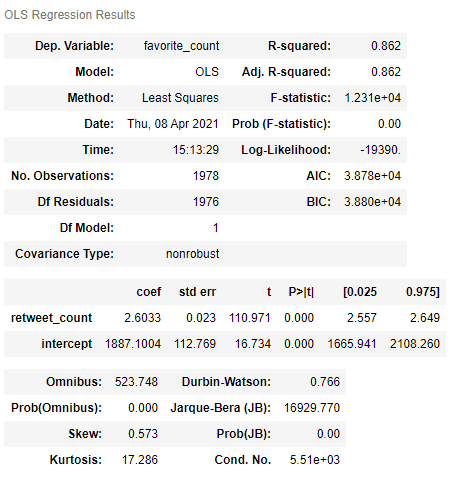 OLS Regression Results
Dep. Variable: favorite_count R-squared: 0.862
Model: OLS Adj. R-squared: 0.862
Method: Least Squares F-statistic: 1.231e+04
Date: Thu, 08 Apr 2021 Prob (F-statistic): 0.00
Time: 15:13:29 Log-Likelihood: -19390.
No. Observations: 1978 AIC: 3.878e+04
Df Residuals: 1976 BIC: 3.880e+04
Df Model: 1
Covariance Type: nonrobust
coef std err t P>|t| [0.025 0.975]
retweet_count 2.6033 0.023 110.971 0.000 2.557 2.649
intercept 1887.1004 112.769 16.734 0.000 1665.941 2108.260
Omnibus: 523.748 Durbin-Watson: 0.766
Prob(Omnibus): 0.000 Jarque-Bera (JB): 16929.770
Skew: 0.573 Prob(JB): 0.00
Kurtosis: 17.286 Cond. No. 5.51e+03